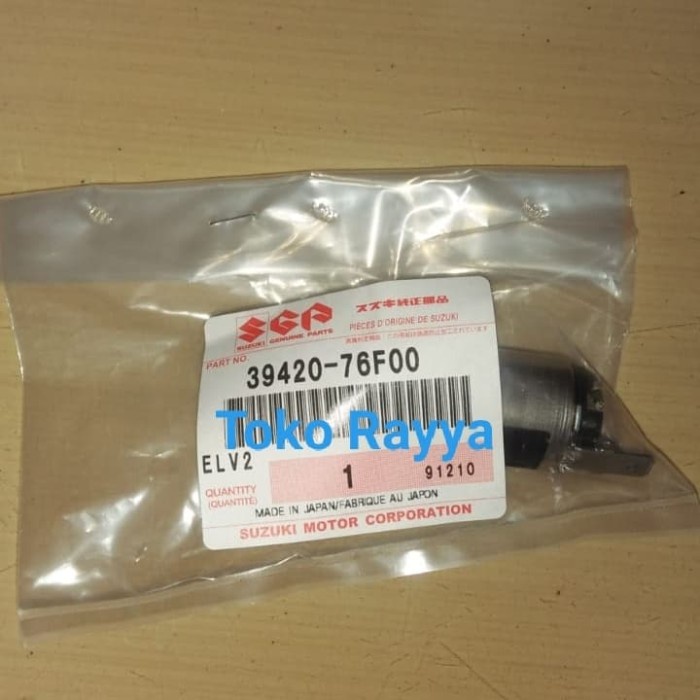 SGP
スズキ純正部品
SUZUKI GENUINE PARTS
PIECES D'ORIGINE DE SUZUKI
PART NO.
39420-76F00
Toko Rayya
ELV2
1
91210
QUANTITY
(QUANTITÉ)
MADE IN JAPAN/FABRIQUE AU JAPON
SUZUKI MOTOR CORPORATION